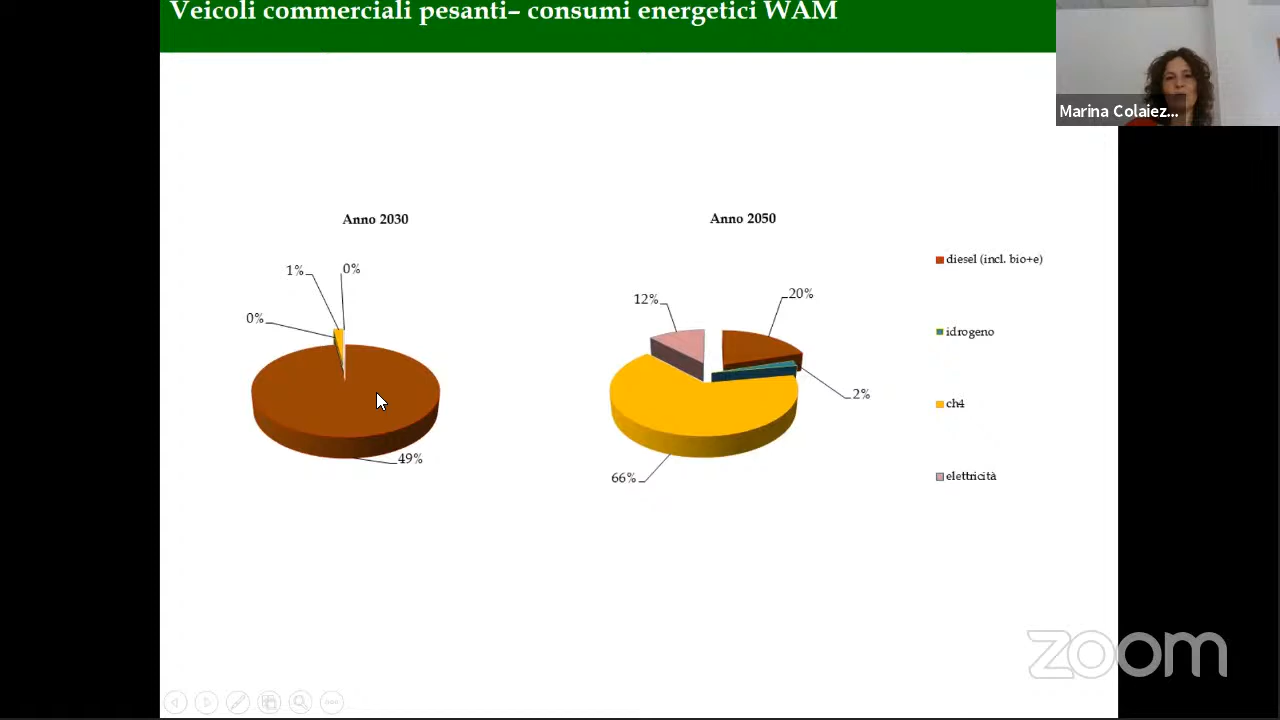 Veicoli commerciali pesanti– consumi energetici WAM
Marina Colaiez...
Anno 2030
Anno 2050
1%
0%
0%
49%
12%
20%
2%
66%
diesel (incl. bio+e)
idrogeno
ch4
elettricità
zoom